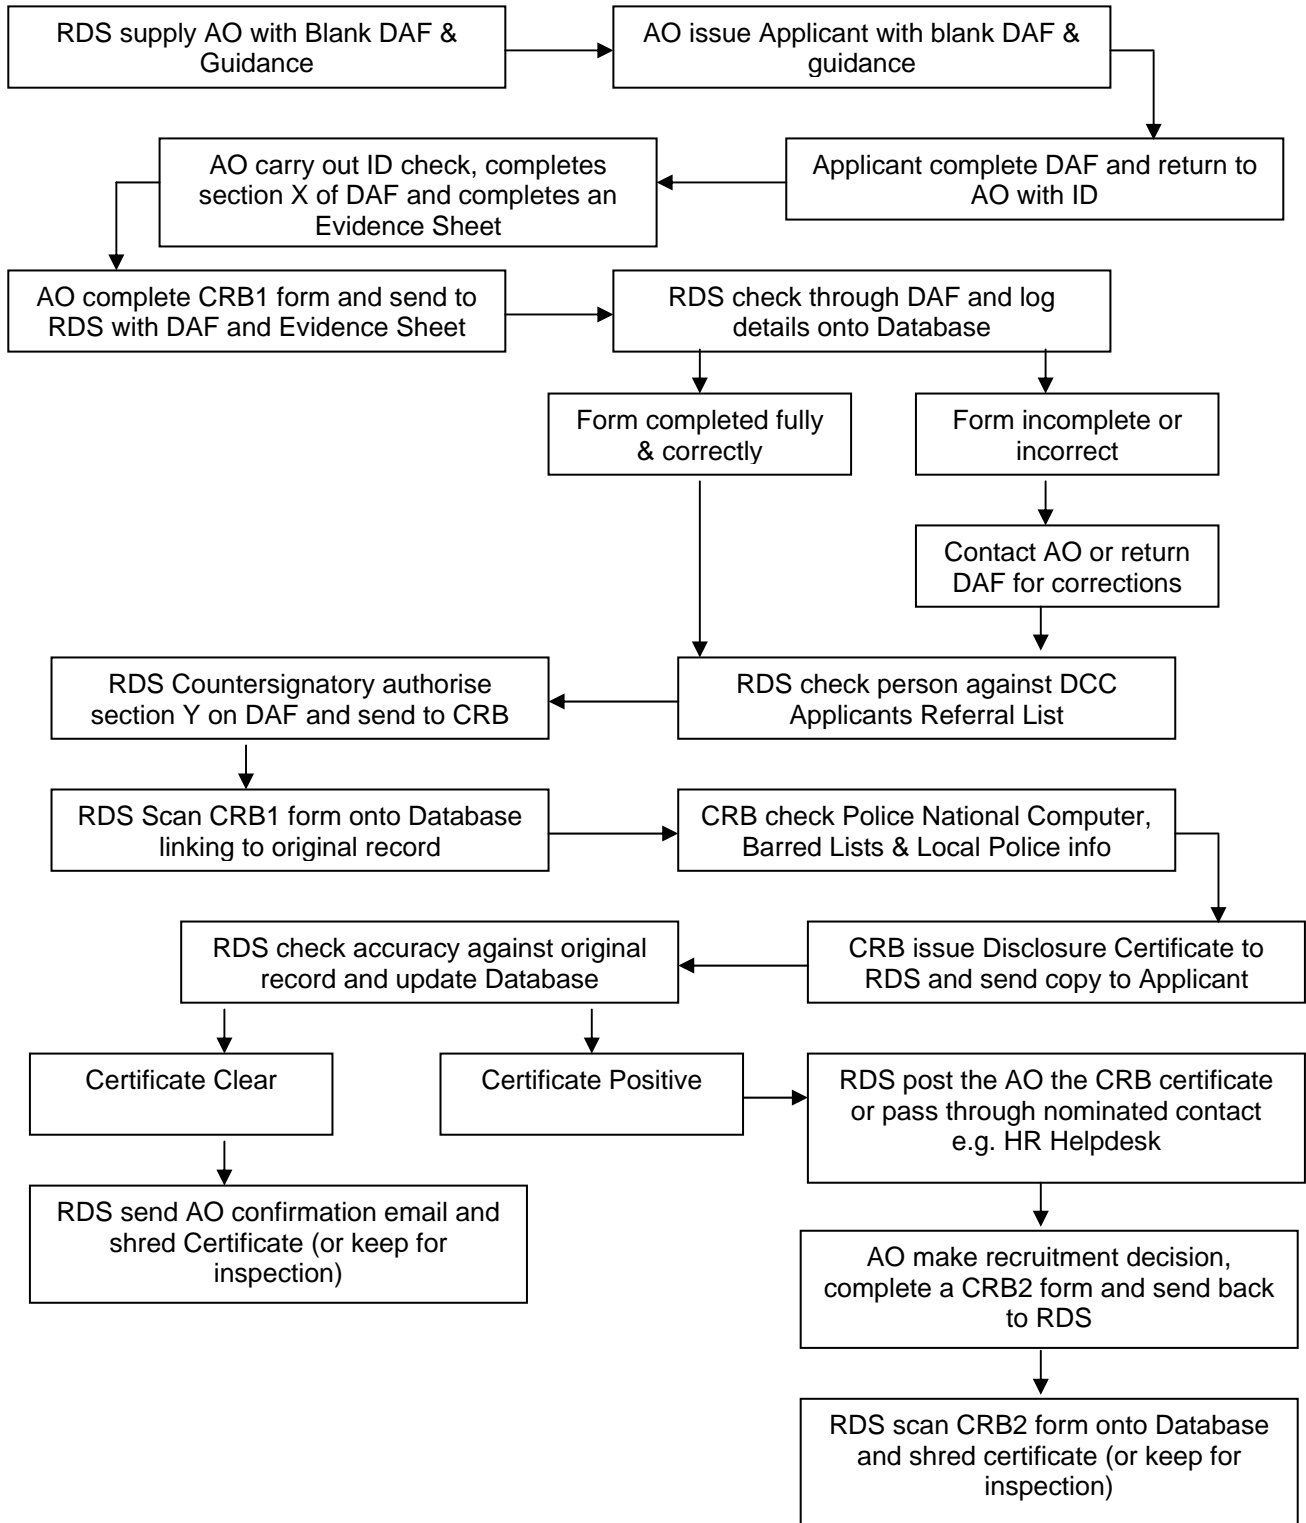 RDS supply AO with Blank DAF &
Guidance
AO issue Applicant with blank DAF &
guidance
Applicant complete DAF and return to
AO with ID
AO carry out ID check, completes
section X of DAF and completes an
Evidence Sheet
AO complete CRB1 form and send to
RDS with DAF and Evidence Sheet
RDS check through DAF and log
details onto Database
Form completed fully
& correctly
Form incomplete or
incorrect
Contact AO or return
DAF for corrections
RDS check person against DCC
Applicants Referral List
RDS Countersignatory authorise
section Y on DAF and send to CRB
RDS Scan CRB1 form onto Database
linking to original record
CRB check Police National Computer,
Barred Lists & Local Police info
CRB issue Disclosure Certificate to
RDS and send copy to Applicant
RDS check accuracy against original
record and update Database
Certificate Clear
Certificate Positive
RDS post the AO the CRB certificate
or pass through nominated contact
e.g. HR Helpdesk
RDS send AO confirmation email and
shred Certificate (or keep for
inspection)
AO make recruitment decision,
complete a CRB2 form and send back
to RDS
RDS scan CRB2 form onto Database
and shred certificate (or keep for
inspection)